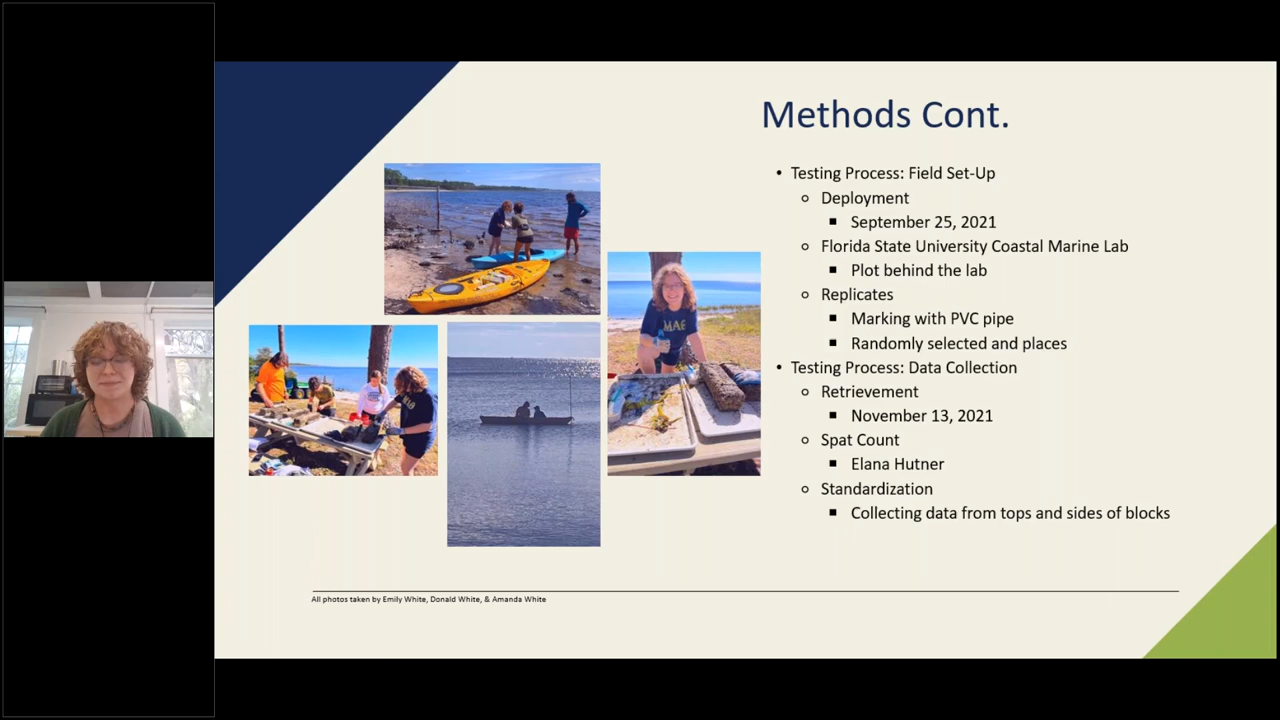 Methods Cont.
• Testing Process: Field Set-Up
o Deployment
▪ September 25, 2021
o Florida State University Coastal Marine Lab
▪ Plot behind the lab
o Replicates
▪ Marking with PVC pipe
▪ Randomly selected and places
• Testing Process: Data Collection
o Retrievement
▪ November 13, 2021
o Spat Count
▪ Elana Hutner
o Standardization
▪ Collecting data from tops and sides of blocks
MAE
All photos taken by Emily White, Donald White, & Amanda White